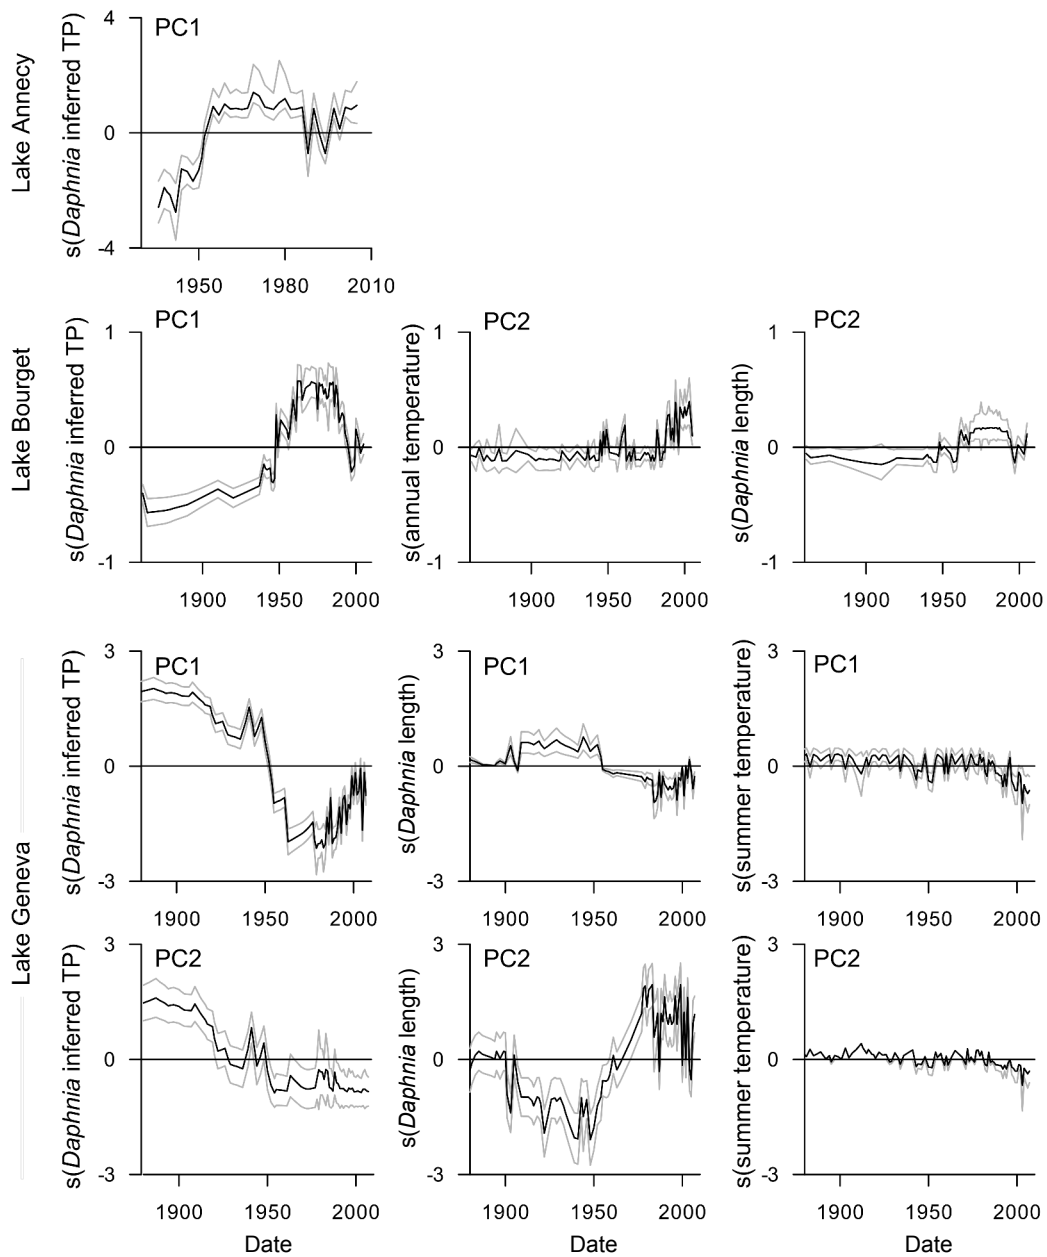 Lake Annecy
s(Daphnia inferred TP)
PC1
4
0
-4
1950 1980 2010
Lake Bourget
s(Daphnia inferred TP)
PC1
1
0
-1
1900 1950 2000
s(annual temperature)
PC2
1
0
-1
1900 1950 2000
s(Daphnia length)
PC2
1
0
-1
1900 1950 2000
Lake Geneva
s(Daphnia inferred TP)
PC1
3
0
-3
1900 1950 2000
s(Daphnia length)
PC1
3
0
-3
1900 1950 2000
s(summer temperature)
PC1
3
0
-3
1900 1950 2000
s(Daphnia inferred TP)
PC2
3
0
-3
1900 1950 2000
Date
s(Daphnia length)
PC2
3
0
-3
1900 1950 2000
Date
s(summer temperature)
PC2
3
0
-3
1900 1950 2000
Date